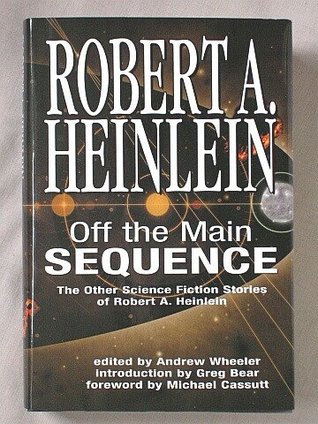 ROBERT A.
HEINLEIN
Off the Main
SEQUENCE
The Other Science Fiction Stories
of Robert A. Heinlein
edited by Andrew Wheeler
introduction by Greg Bear
foreword by Michael Cassutt